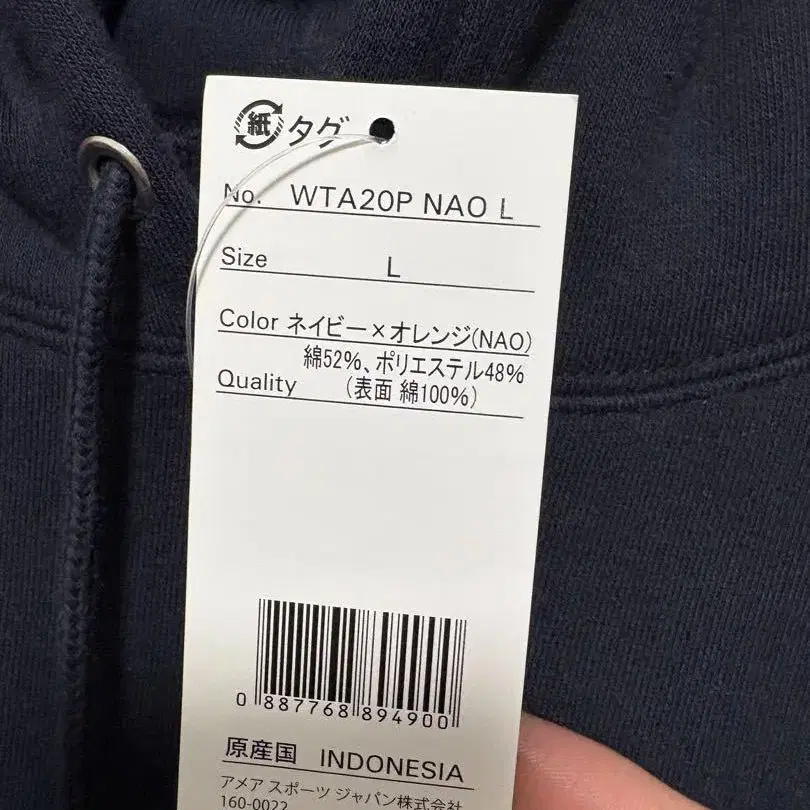 紙 タグ
No. WTA20P NAO L
Size L
Color ネイビー×オレンジ(NAO)
綿52%、ポリエステル48%
Quality (表面 綿100%)
0 887768 894900
原産国 INDONESIA
アメア スポーツ ジャパン株式会社
160-0022